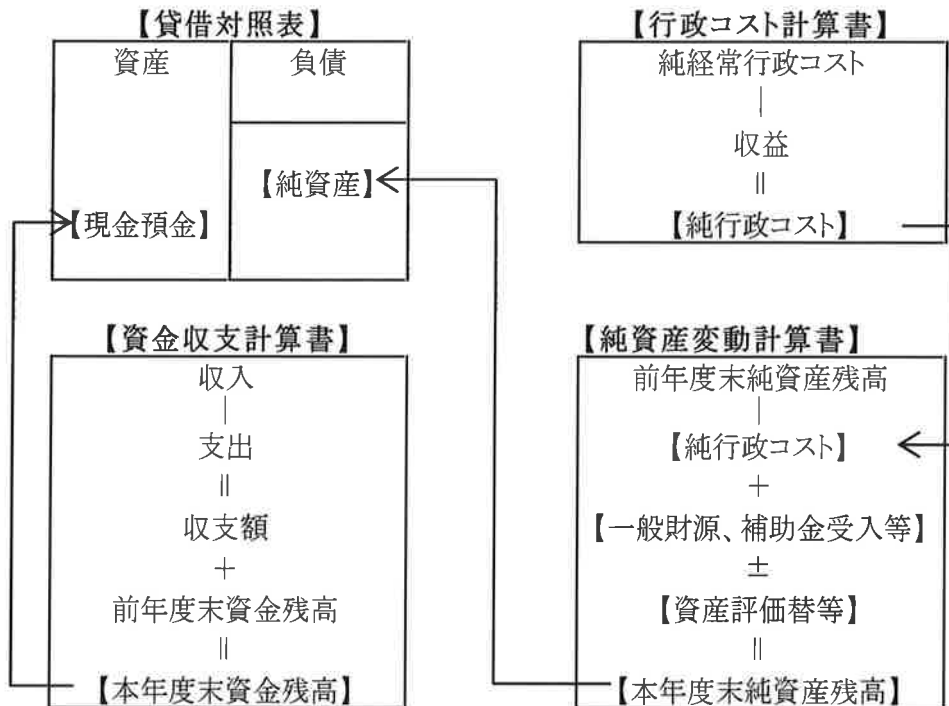 【貸借対照表】
資産
負債
【純資産】
【現金預金】
【行政コスト計算書】
純経常行政コスト
|
収益
||
【純行政コスト】
【資金収支計算書】
収入
|
支出
||
収支額
+
前年度末資金残高
||
【本年度末資金残高】
【純資産変動計算書】
前年度末純資産残高
|
【純行政コスト】
+
【一般財源、補助金受入等】
±
【資産評価替等】
||
【本年度末純資産残高】